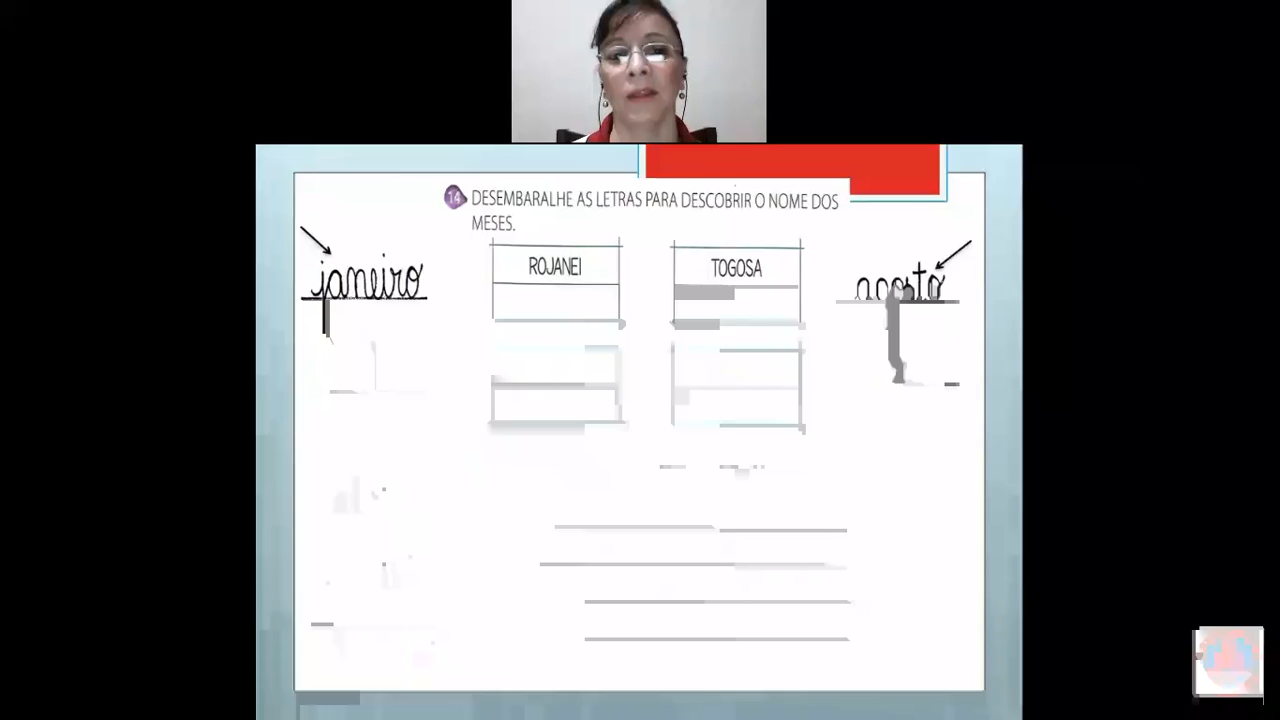 14 DESEMBARALHE AS LETRAS PARA DESCOBRIR O NOME DOS
MESES.
janeiro
ROJANEI
TOGOSA
agosto